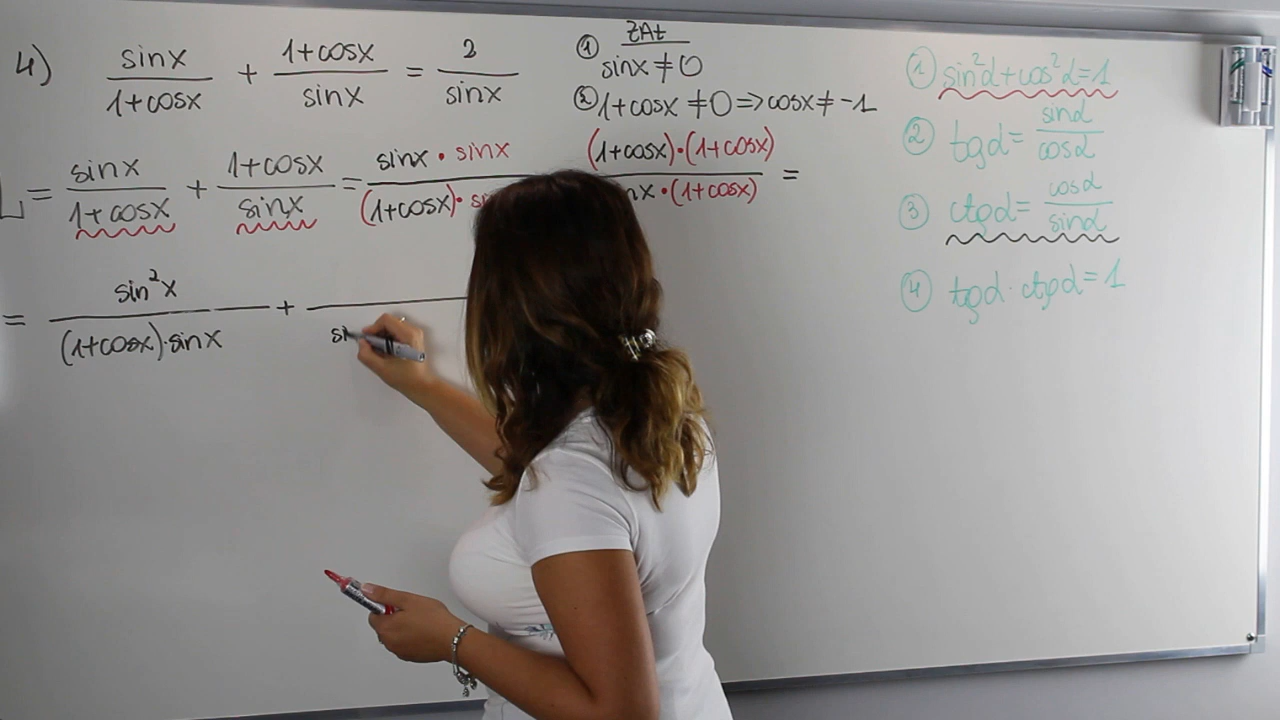 4) sinx/1+cosx + 1+cosx/sinx = 2/sinx
ZAŁ
① sinx ≠ 0
② 1+cosx ≠ 0 => cosx ≠ -1
L = sinx/1+cosx + 1+cosx/sinx = sinx • sinx/(1+cosx) • (1+cosx)•(1+cosx)/•(1+cosx) =
= sin²x/(1+cosx)·sinx +
① sin²α+cos²α=1
② tgα = sinα/cosα
③ ctgα = cosα/sinα
④ tgα · ctgα = 1